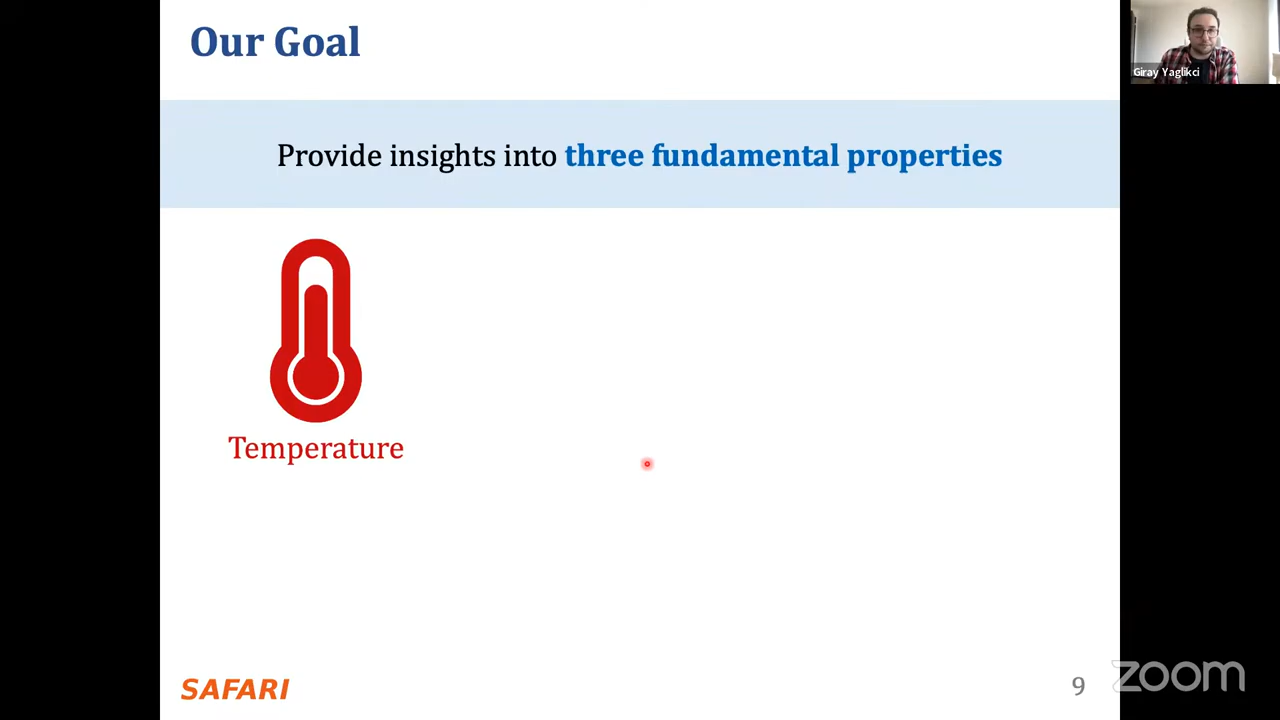 Our Goal
Giray Yaglikci
Provide insights into three fundamental properties
Temperature
SAFARI
9
zoom